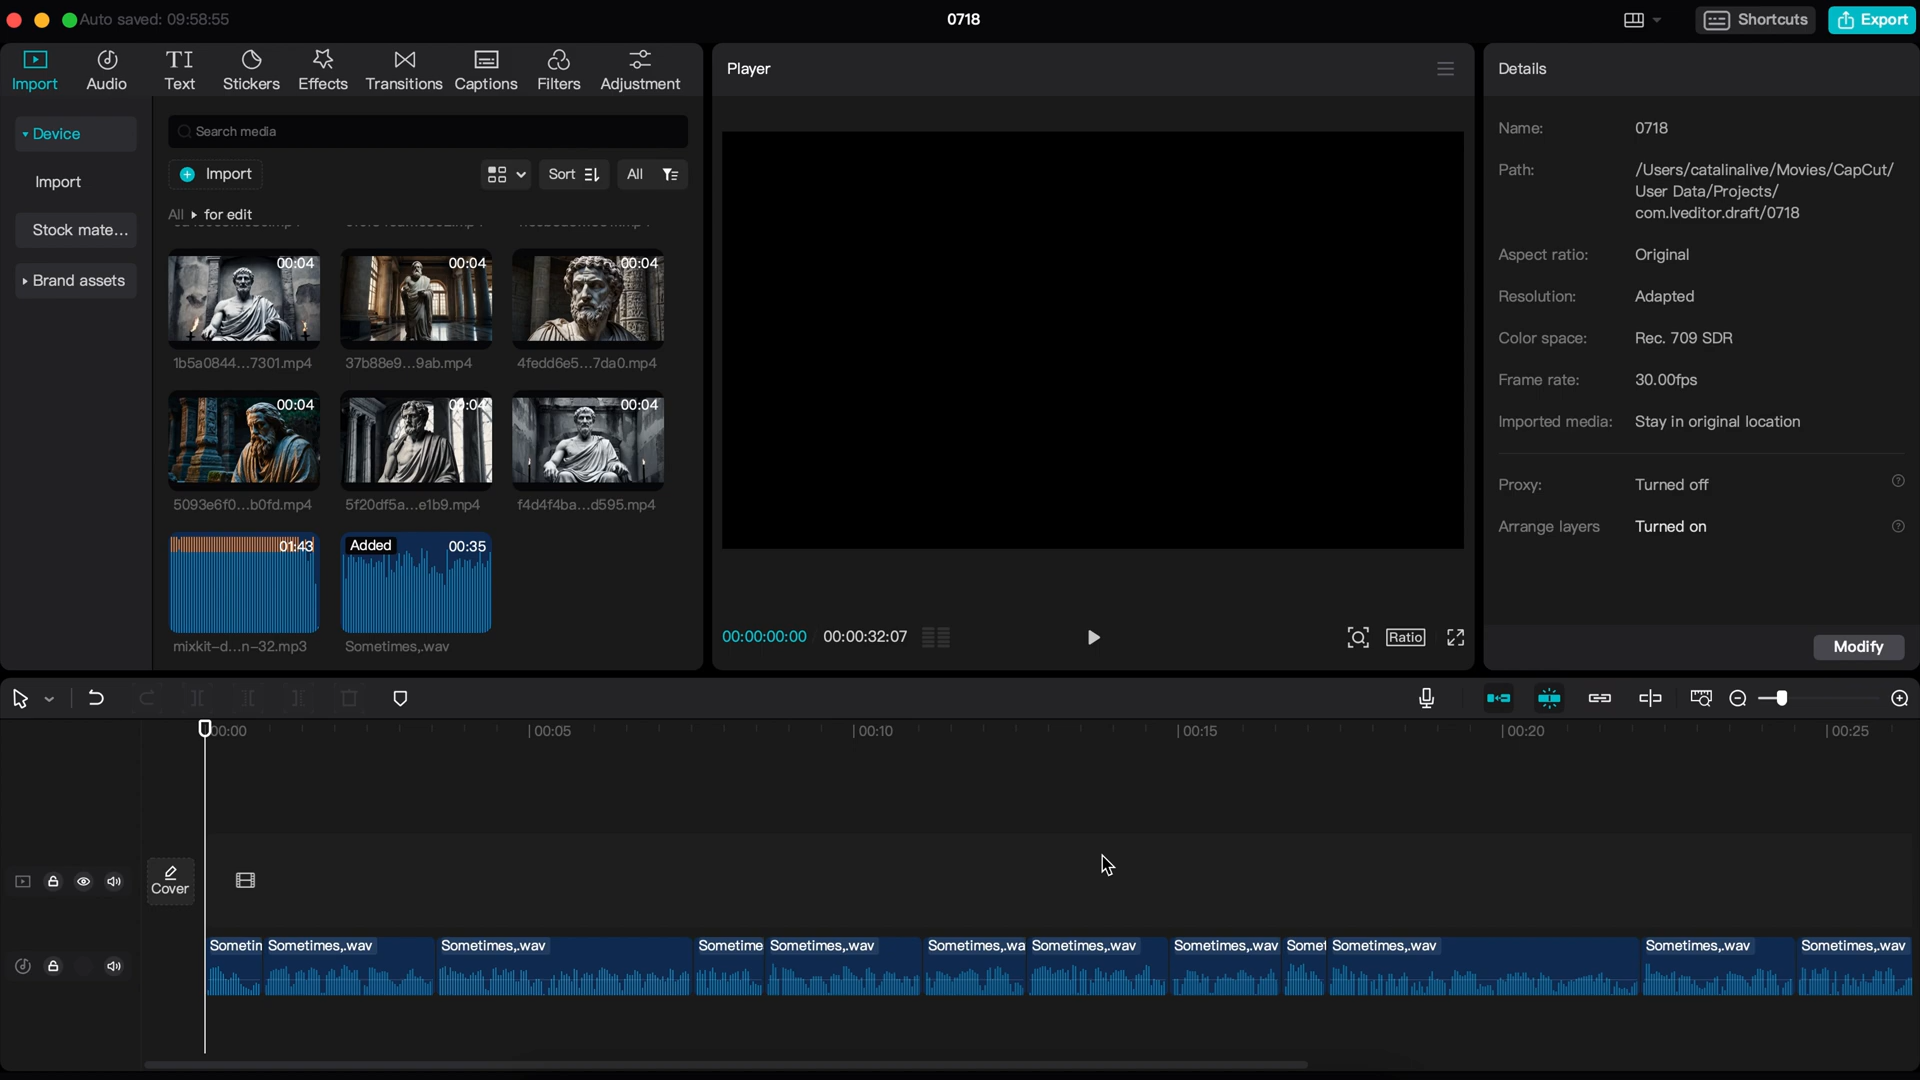 Auto saved: 09:58:55
0718
Shortcuts
Export
Import
Audio
Text
Stickers
Effects
Transitions
Captions
Filters
Adjustment
Device
Import
Stock mate...
Brand assets
Search media
Import
Sort
All
All
for edit
00:04
00:04
00:04
1b5a0844...7301.mp4
37b88e9...9ab.mp4
4fedd6e5...7da0.mp4
00:04
00:04
00:04
5093e6f0...b0fd.mp4
5f20df5a...e1b9.mp4
f4d4f4ba...d595.mp4
01:43
Added
00:35
mixkit-d...n-32.mp3
Sometimes,.wav
Player
00:00:00:00
00:00:32:07
Ratio
Details
Name:
0718
Path:
/Users/catalinalive/Movies/CapCut/
User Data/Projects/
com.lveditor.draft/0718
Aspect ratio:
Original
Resolution:
Adapted
Color space:
Rec. 709 SDR
Frame rate:
30.00fps
Imported media:
Stay in original location
Proxy:
Turned off
Arrange layers
Turned on
Modify
00:00
00:05
00:10
00:15
00:20
00:25
Cover
Sometin
Sometimes,.wav
Sometimes,.wav
Sometime
Sometimes,.wav
Sometimes,.wa
Sometimes,.wav
Sometimes,.wav
Somet
Sometimes,.wav
Sometimes,.wav
Sometimes,.wav